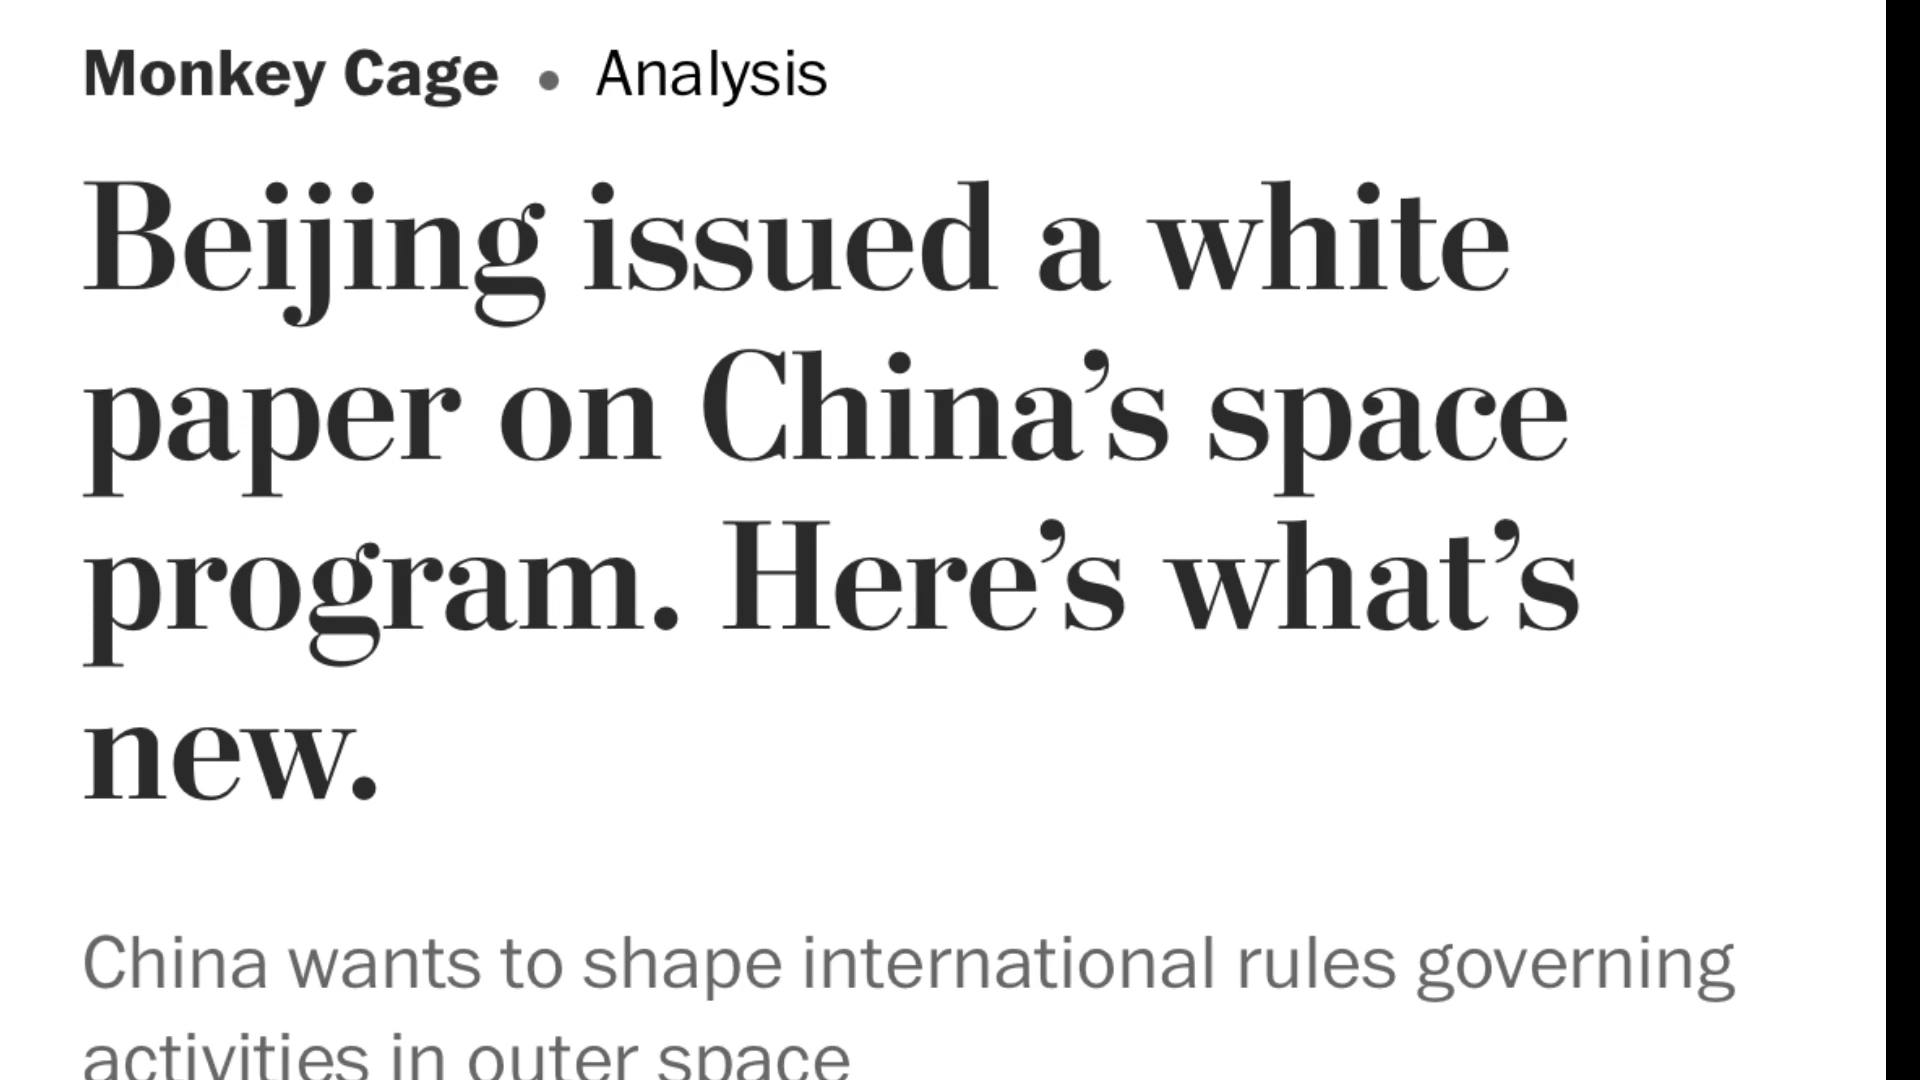 Monkey Cage • Analysis
Beijing issued a white
paper on China’s space
program. Here’s what’s
new.
China wants to shape international rules governing
activities in outer space